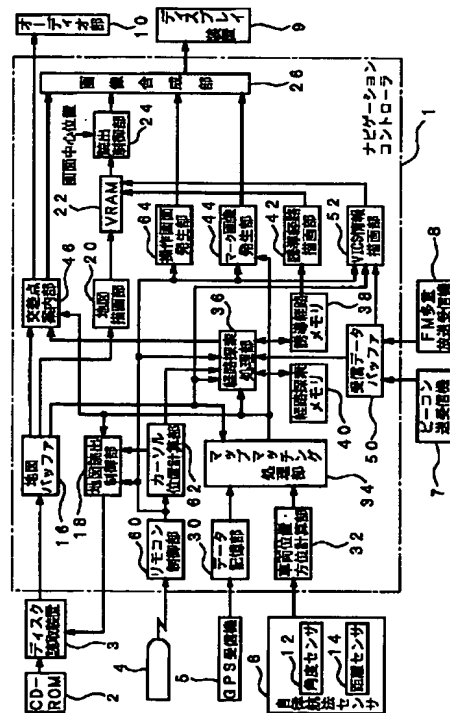 オーディオ部
10
ディスプレイ装置
9
画像合成部
26
ナビゲーションコントローラ
1
画面中心位置
読出制御部
24
VRAM
22
交差点案内部
46
地図描画部
20
操作画面発生部
64
マーク画像発生部
44
誘導経路描画部
42
VICS情報描画部
52
経路探索処理部
36
誘導経路メモリ
38
経路探索メモリ
40
受信データバッファ
50
FM多重放送受信機
8
ビーコン送受信機
7
地図バッファ
16
地図読出制御部
18
カーソル位置計算部
62
マップマッチング処理部
34
リモコン制御部
60
データ記憶部
30
車両位置・方位計算部
32
ディスク読取装置
3
CD-ROM
2
4
GPS受信機
5
角度センサ
12
距離センサ
14
自律航法センサ
6